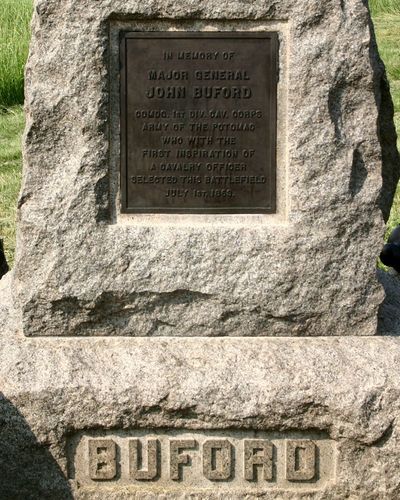 IN MEMORY OF
MAJOR GENERAL
JOHN BUFORD
COMDG. 1ST DIV. CAV. CORPS
ARMY OF THE POTOMAC
WHO WITH THE
FIRST INSPIRATION OF
A CAVALRY OFFICER
SELECTED THIS BATTLEFIELD
JULY 1ST, 1863.
BUFORD